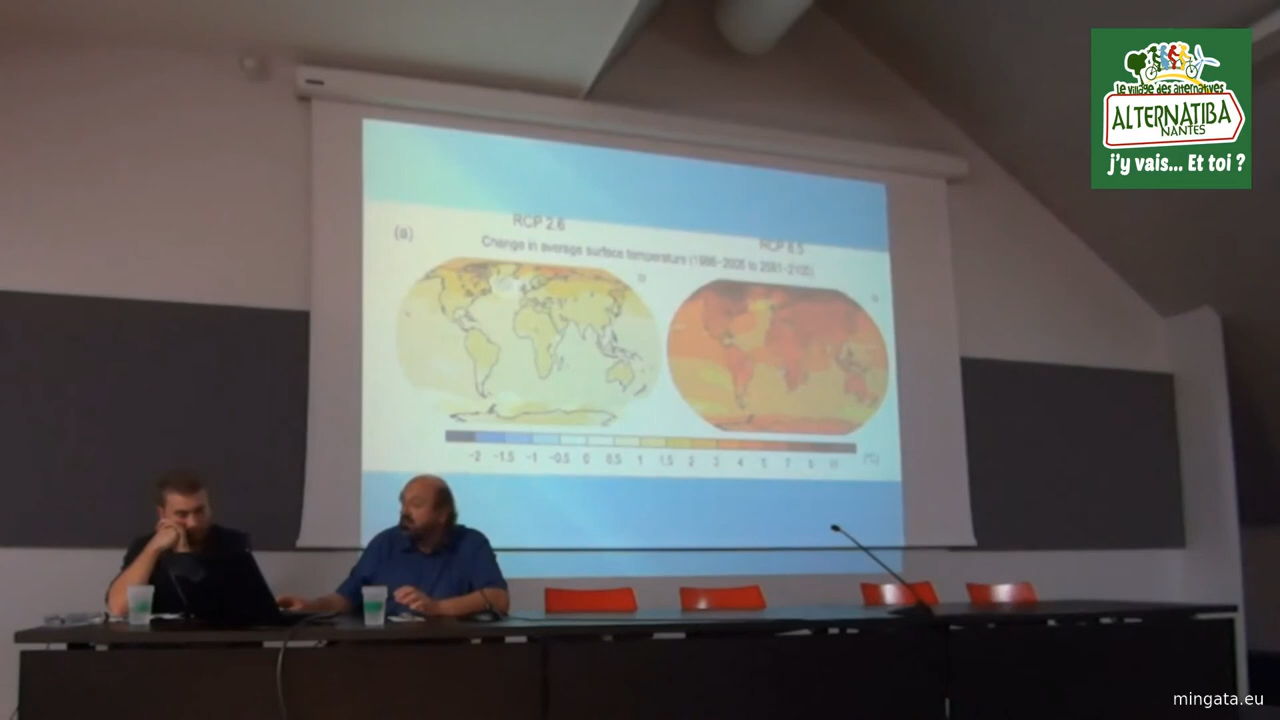 le village des alternatives
ALTERNATIBA
NANTES
j'y vais... Et toi ?
RCP 2.6
RCP 8.5
(a)
Change in average surface temperature (1986-2005 to 2081-2100)
-2 -1.5 -1 -0.5 0 0.5 1 1.5 2 3 4 5 7 9 11 (°C)
mingata.eu